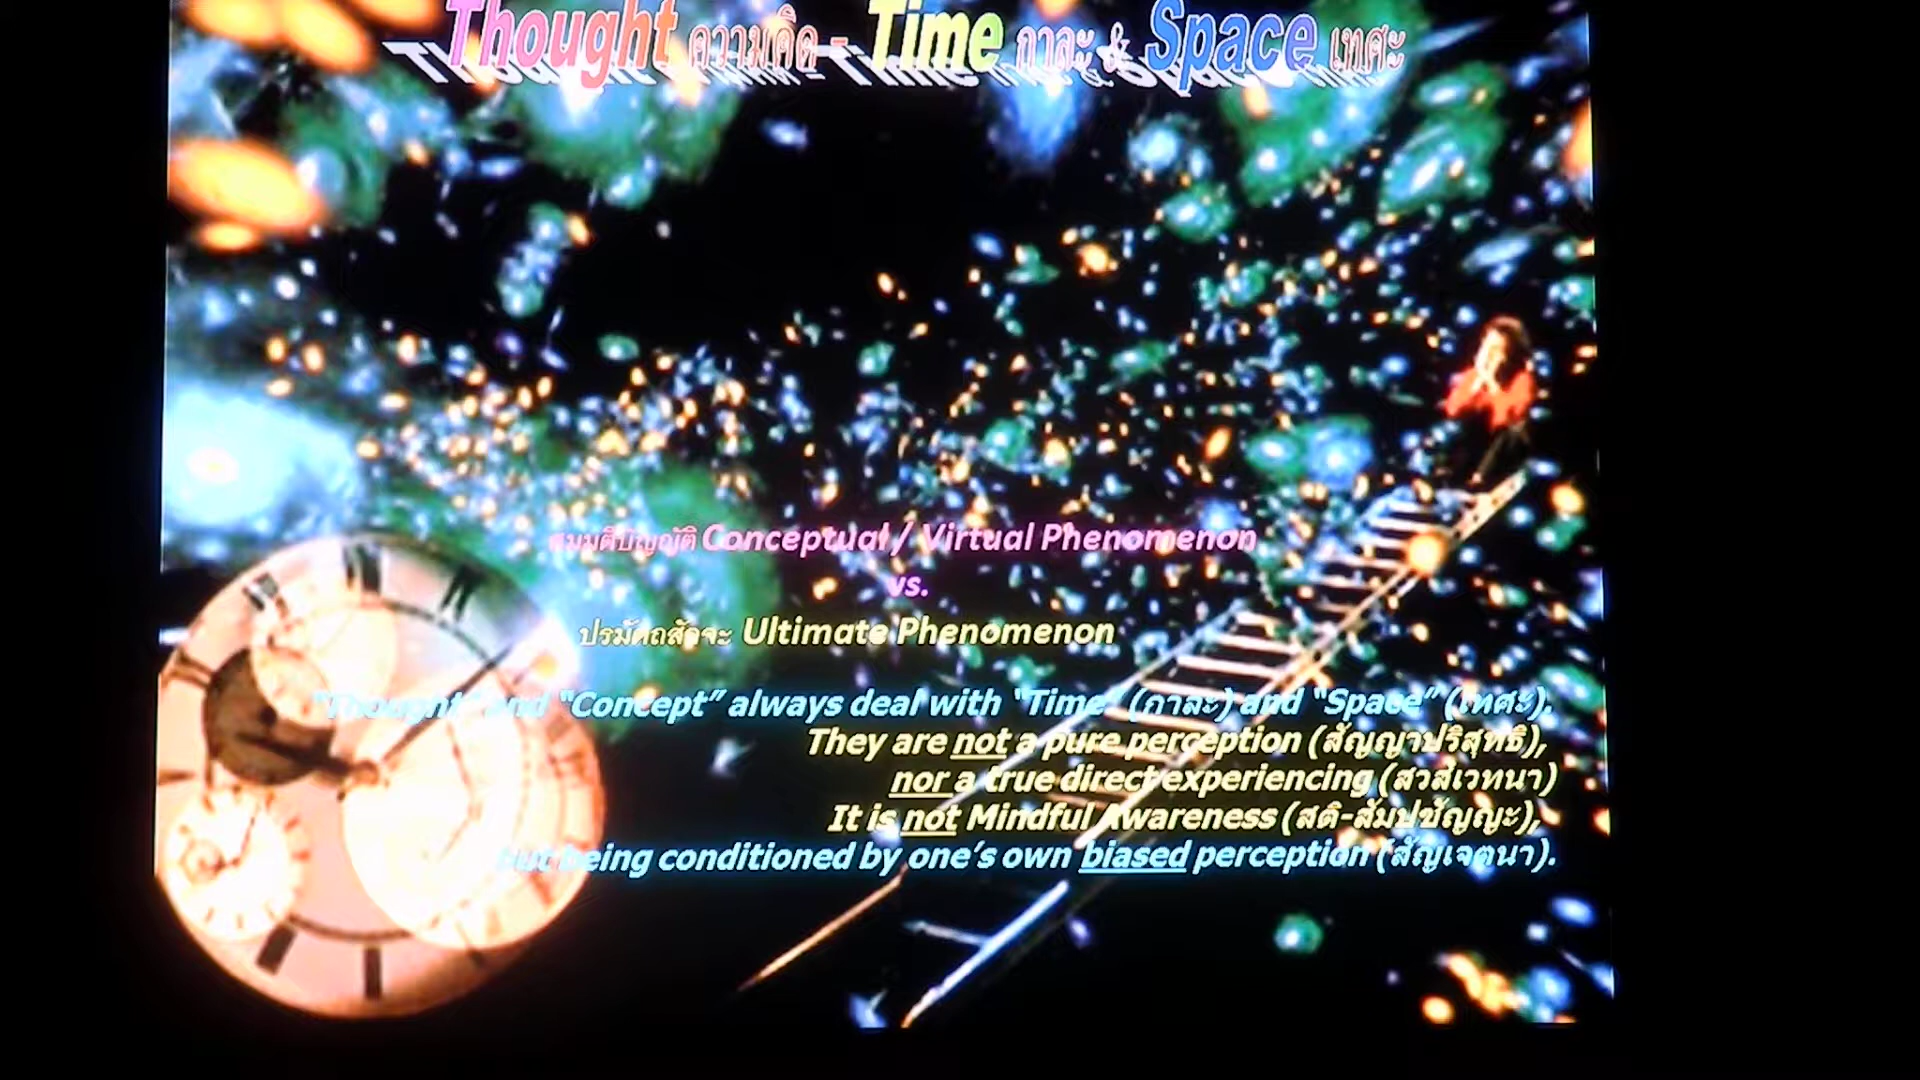 Thought ความคิด - Time กาละ & Space เทศะ
สมมติบัญญัติ Conceptual / Virtual Phenomenon
vs.
ปรมัตถสัจจะ Ultimate Phenomenon
"Thought" and "Concept" always deal with "Time" (กาละ) and "Space" (เทศะ).
They are not a pure perception (สัญญาปริสุทธิ),
nor a true direct experiencing (สวสํเวทนา)
It is not Mindful Awareness (สติ-สัมปชัญญะ),
but being conditioned by one's own biased perception (สัญเจตนา).